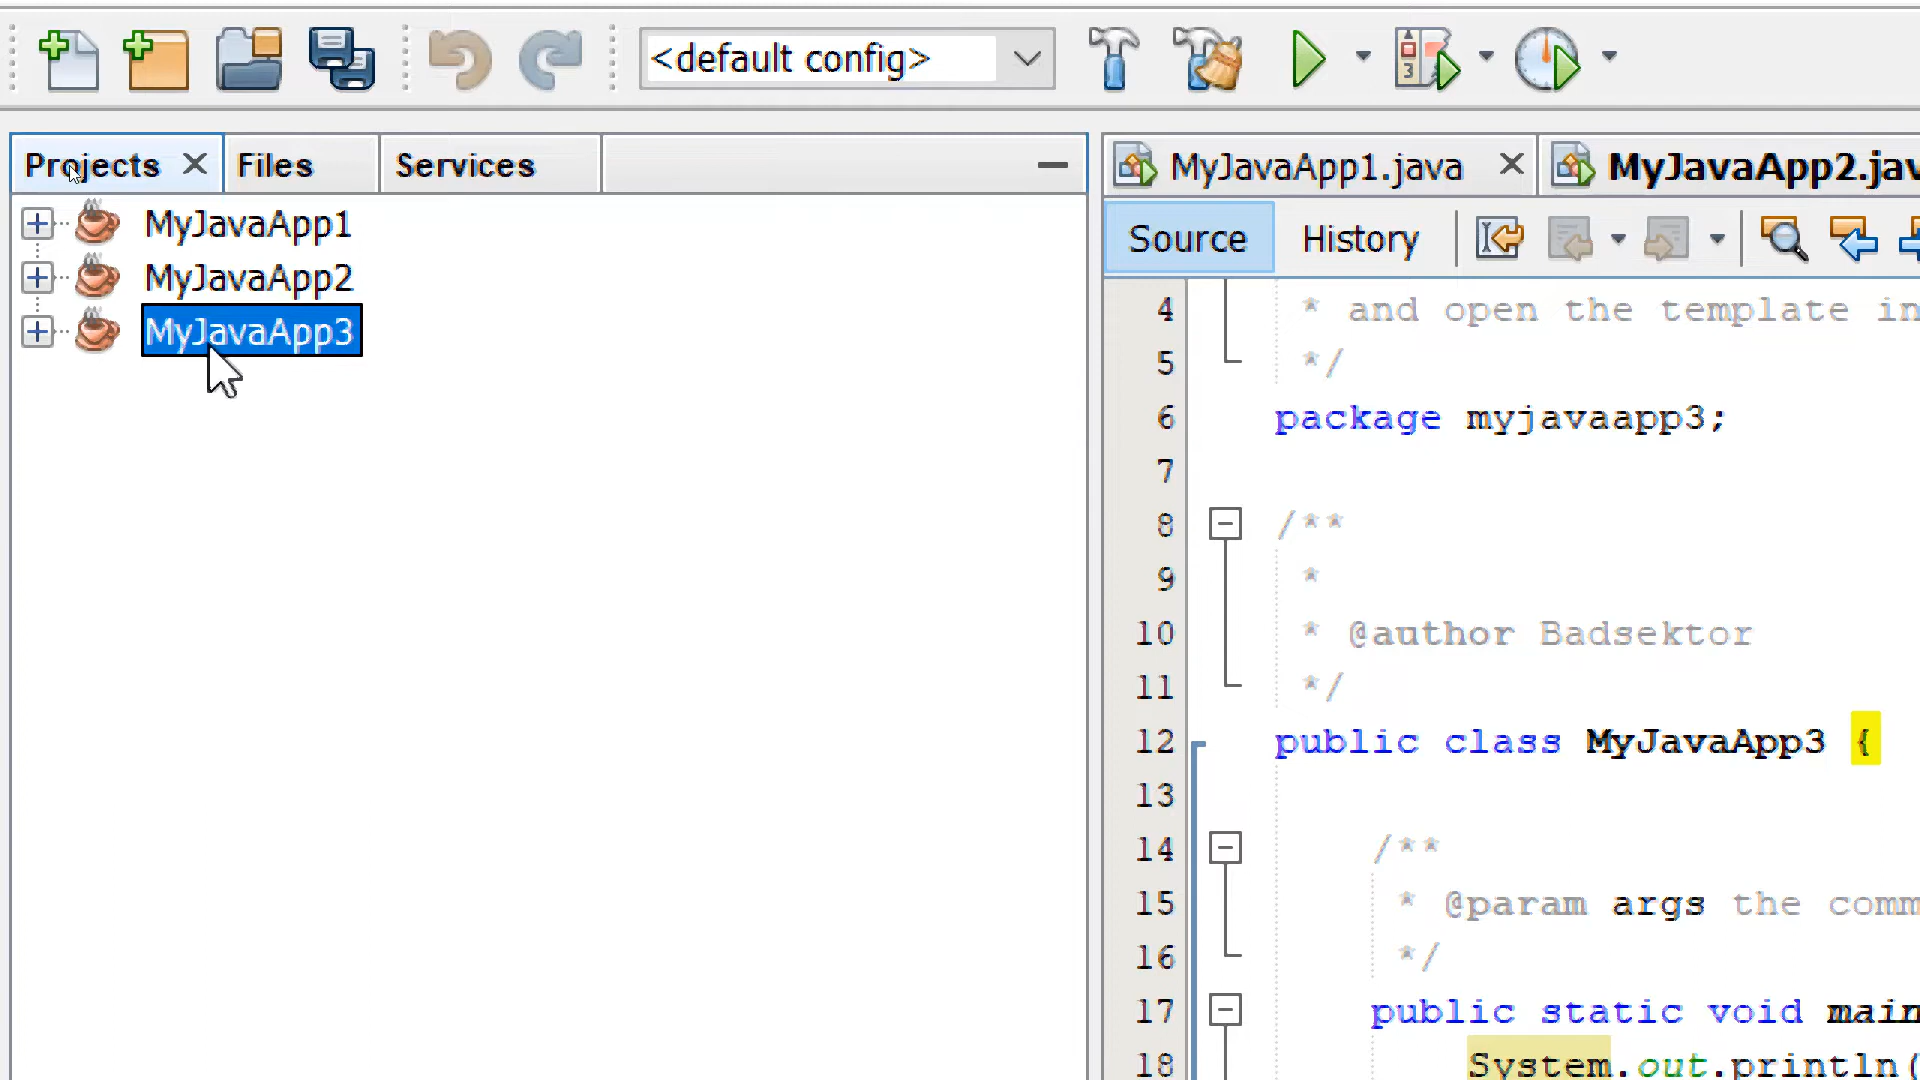 <default config>
Projects Files Services
MyJavaApp1.java MyJavaApp2.jav
MyJavaApp1
MyJavaApp2
MyJavaApp3
Source History
4 * and open the template in
5 */
6 package myjavaapp3;
7
8 /**
9 *
10 * @author Badsektor
11 */
12 public class MyJavaApp3 {
13
14 /**
15 * @param args the comm
16 */
17 public static void main
18 System.out.println(